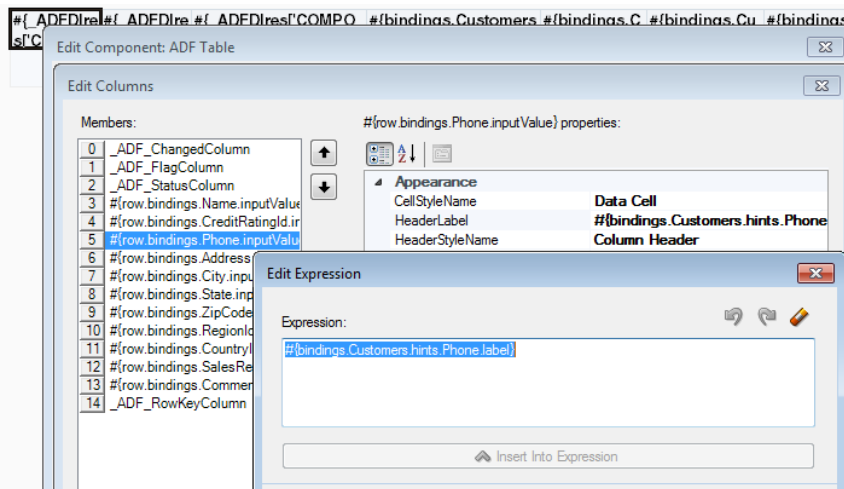 #{_ADFDIre #{_ADFDIre #{_ADFDIres['COMPO #{bindings.Customers #{bindings.C #{bindings.Cu #{bindings
s['C
Edit Component: ADF Table
Edit Columns
Members:
#{row.bindings.Phone.inputValue} properties:
0 _ADF_ChangedColumn
1 _ADF_FlagColumn
2 _ADF_StatusColumn
3 #{row.bindings.Name.inputValue
4 #{row.bindings.CreditRatingId.ir
5 #{row.bindings.Phone.inputValu
6 #{row.bindings.Address
7 #{row.bindings.City.inpu
8 #{row.bindings.State.inp
9 #{row.bindings.ZipCode
10 #{row.bindings.RegionId
11 #{row.bindings.CountryI
12 #{row.bindings.SalesRe
13 #{row.bindings.Commer
14 _ADF_RowKeyColumn
Appearance
CellStyleName Data Cell
HeaderLabel #{bindings.Customers.hints.Phone
HeaderStyleName Column Header
Edit Expression
Expression:
#{bindings.Customers.hints.Phone.label}
Insert Into Expression